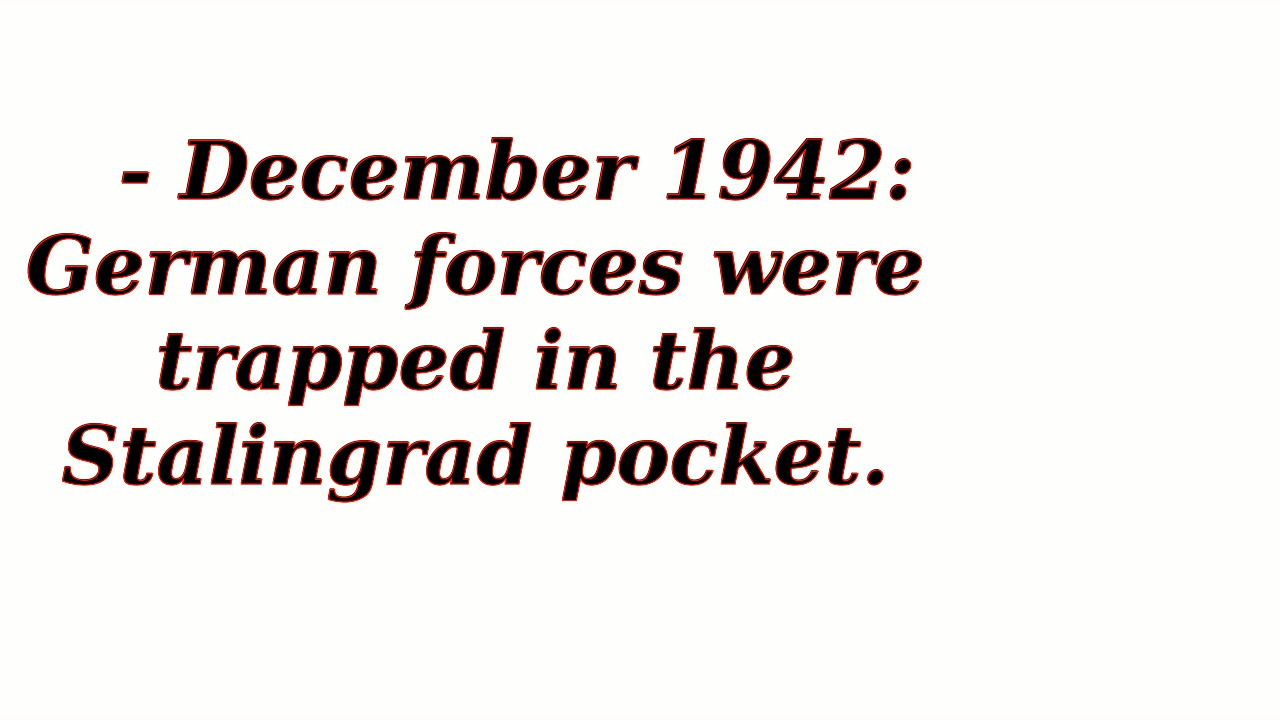 - December 1942:
German forces were
trapped in the
Stalingrad pocket.